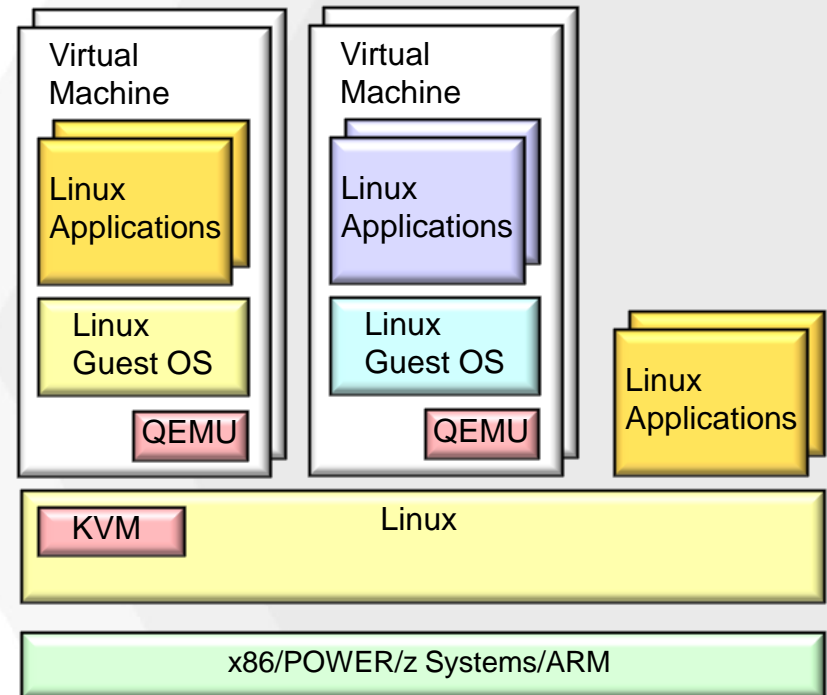 Virtual
Machine
Linux
Applications
Linux
Guest OS
QEMU
Virtual
Machine
Linux
Applications
Linux
Guest OS
QEMU
Linux
Applications
KVM
Linux
x86/POWER/z Systems/ARM